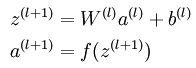 z^{(l+1)} = W^{(l)} a^{(l)} + b^{(l)}
a^{(l+1)} = f(z^{(l+1)})